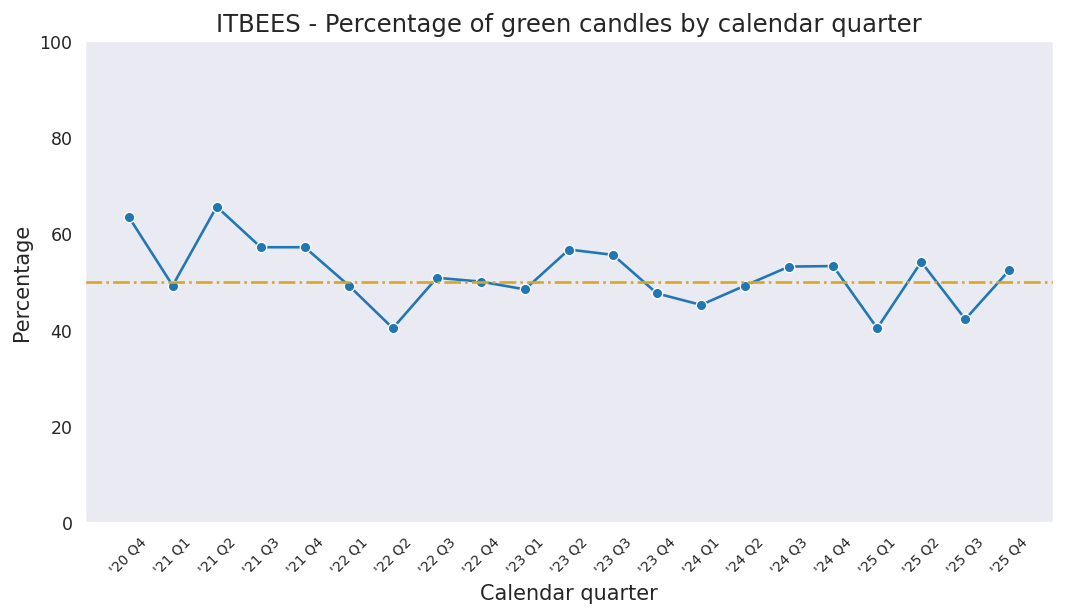 ITBEES - Percentage of green candles by calendar quarter
100
80
60
40
20
0
Percentage
'20 Q4
'21 Q1
'21 Q2
'21 Q3
'21 Q4
'22 Q1
'22 Q2
'22 Q3
'22 Q4
'23 Q1
'23 Q2
'23 Q3
'23 Q4
'24 Q1
'24 Q2
'24 Q3
'24 Q4
'25 Q1
'25 Q2
'25 Q3
'25 Q4
Calendar quarter